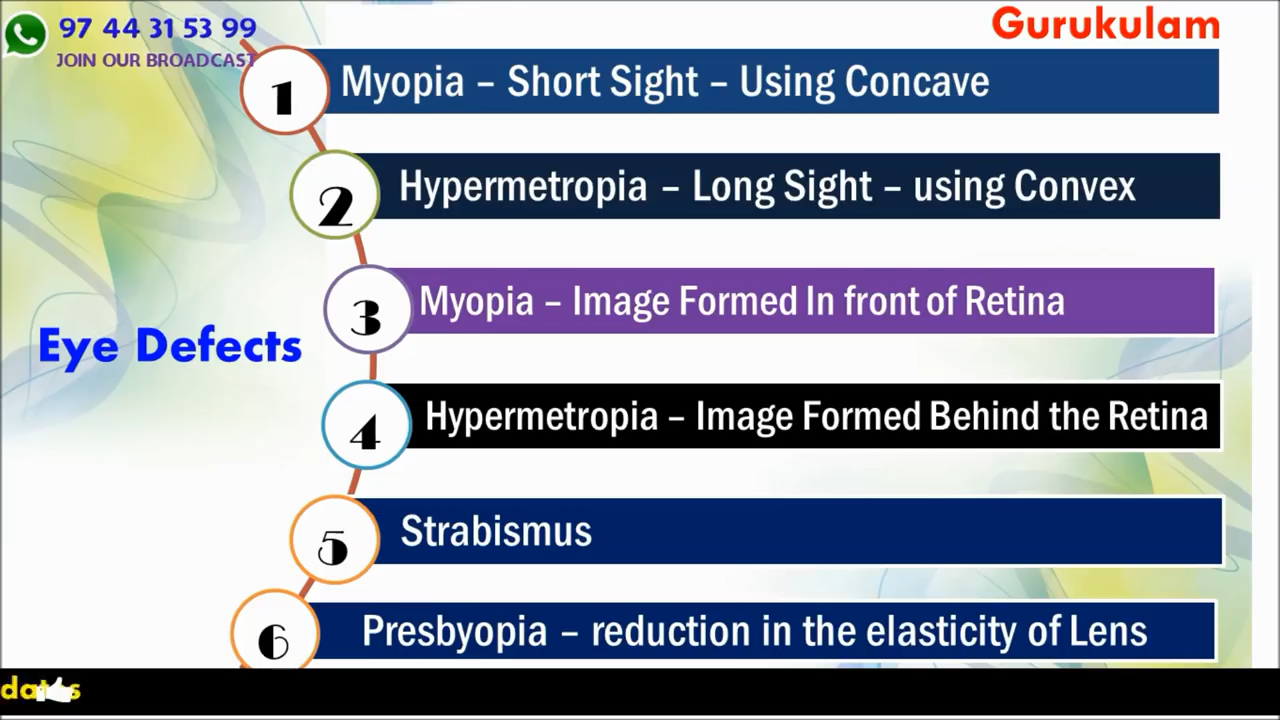 97 44 31 53 99
JOIN OUR BROADCAST
Gurukulam
1 Myopia – Short Sight – Using Concave
2 Hypermetropia – Long Sight – using Convex
3 Myopia – Image Formed In front of Retina
Eye Defects
4 Hypermetropia – Image Formed Behind the Retina
5 Strabismus
6 Presbyopia – reduction in the elasticity of Lens